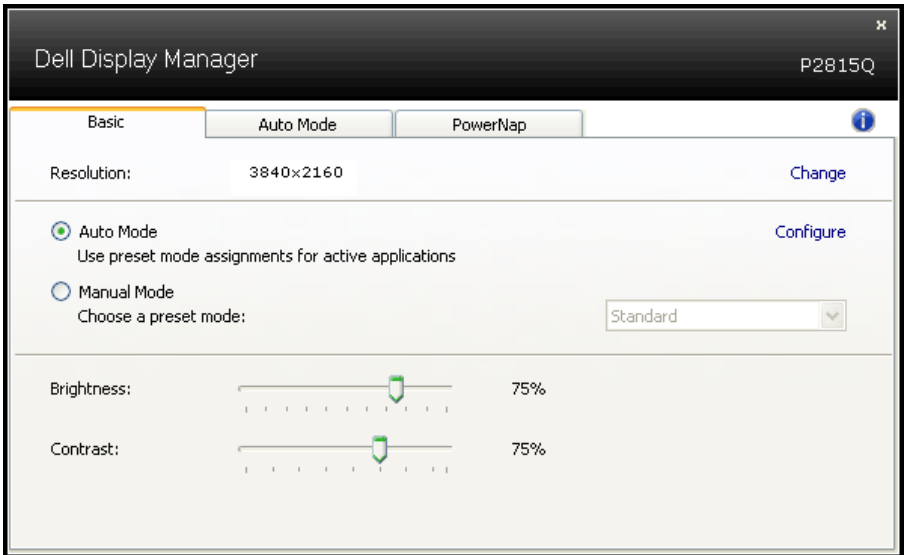 x
Dell Display Manager
P2815Q
Basic Auto Mode PowerNap i
Resolution: 3840x2160 Change
Auto Mode Configure
Use preset mode assignments for active applications
Manual Mode
Choose a preset mode: Standard
Brightness: 75%
Contrast: 75%